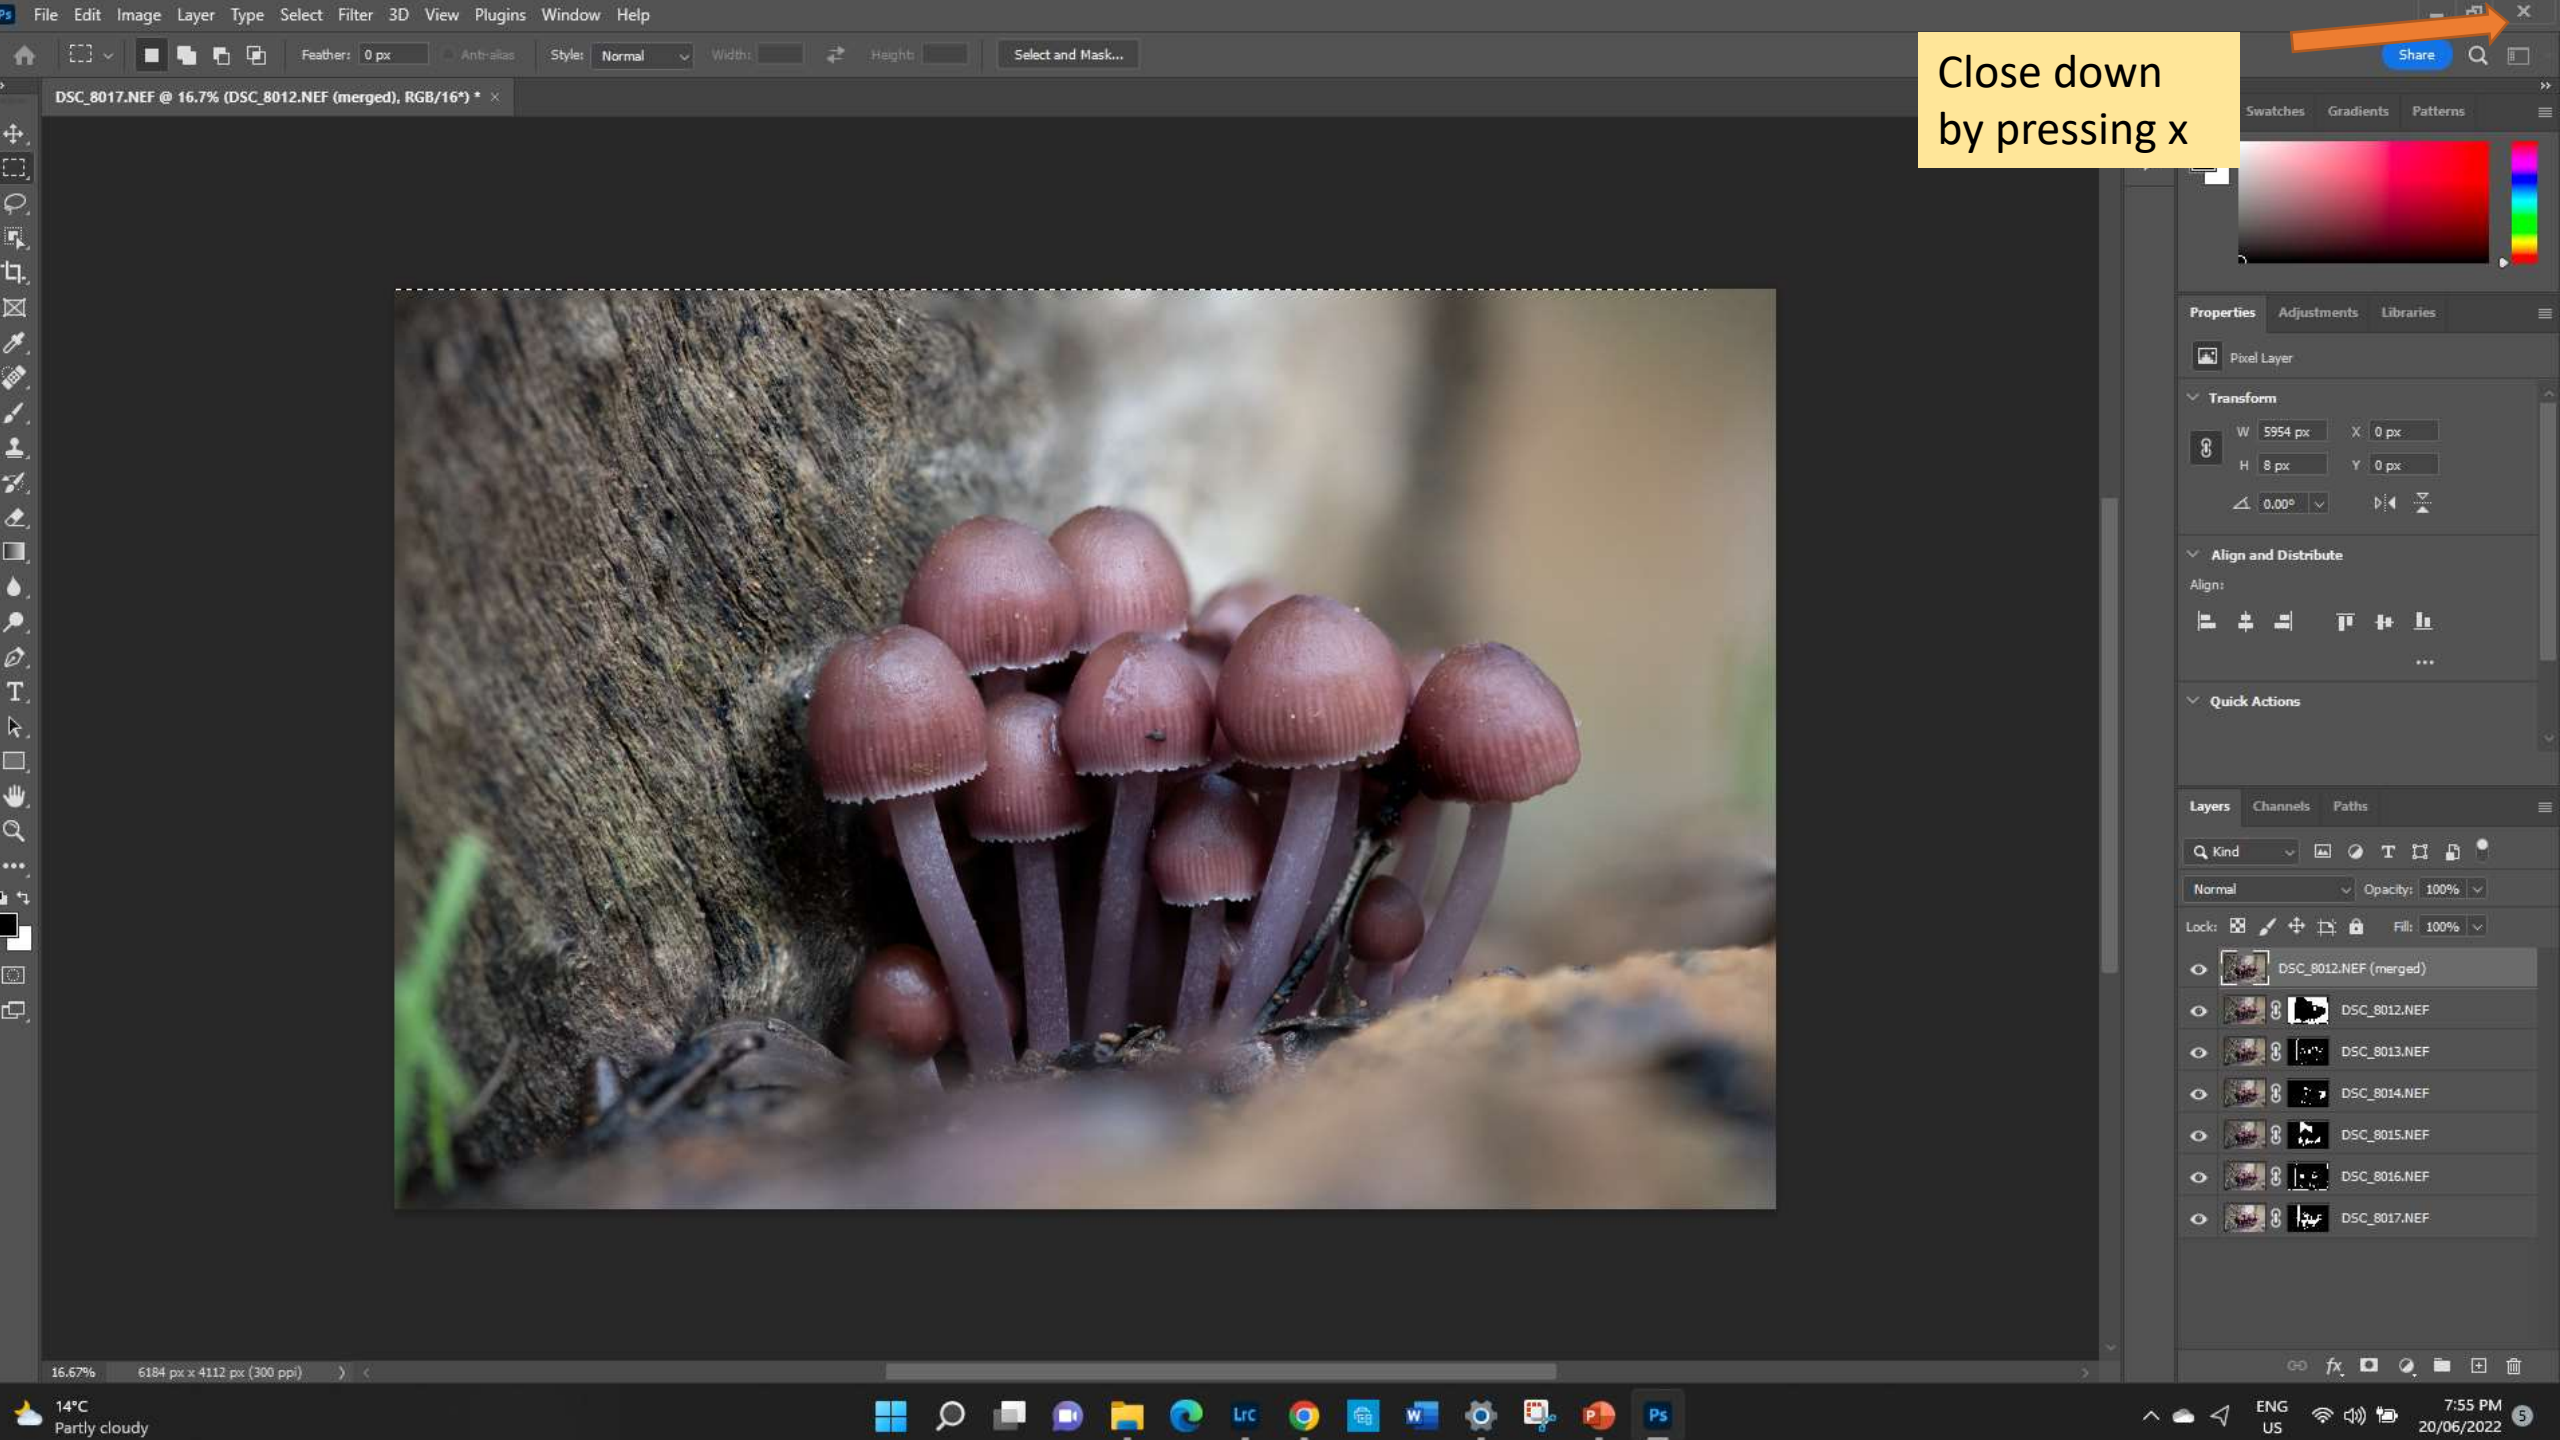 Ps File Edit Image Layer Type Select Filter 3D View Plugins Window Help
Feather: 0 px Anti-alias Style: Normal Width: Height: Select and Mask... Share
Close down
by pressing x
DSC_8017.NEF @ 16.7% (DSC_8012.NEF (merged), RGB/16*) *
Swatches Gradients Patterns
Properties Adjustments Libraries
Pixel Layer
Transform
W 5954 px X 0 px
H 8 px Y 0 px
0.00°
Align and Distribute
Align:
Quick Actions
Layers Channels Paths
Kind
Normal Opacity: 100%
Lock: Fill: 100%
DSC_8012.NEF (merged)
DSC_8012.NEF
DSC_8013.NEF
DSC_8014.NEF
DSC_8015.NEF
DSC_8016.NEF
DSC_8017.NEF
fx
16.67% 6184 px x 4112 px (300 ppi)
14°C
Partly cloudy
LrC W P Ps
ENG
US
7:55 PM
20/06/2022
5